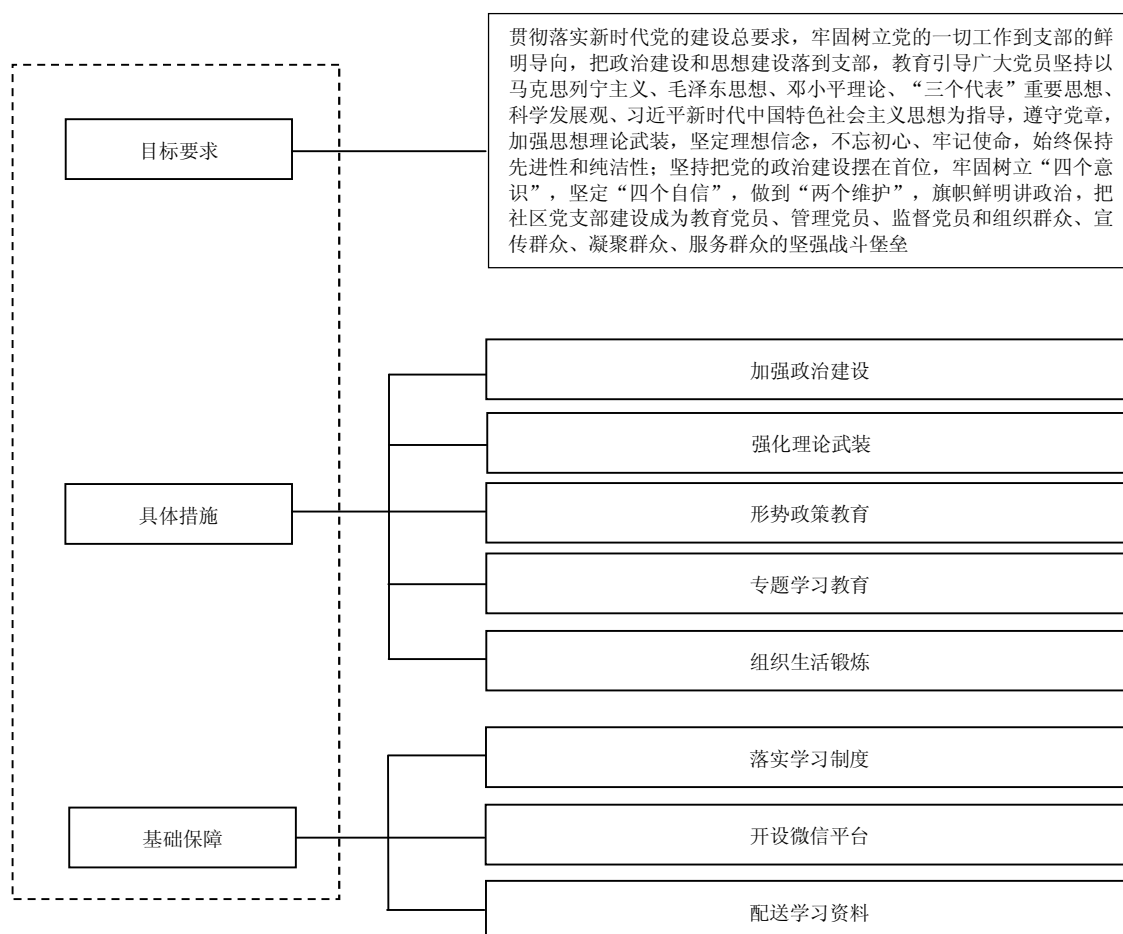 贯彻落实新时代党的建设总要求，牢固树立党的一切工作到支部的鲜
明导向，把政治建设和思想建设落到支部，教育引导广大党员坚持以
马克思列宁主义、毛泽东思想、邓小平理论、“三个代表”重要思想、
科学发展观、习近平新时代中国特色社会主义思想为指导，遵守党章，
加强思想理论武装，坚定理想信念，不忘初心、牢记使命，始终保持
先进性和纯洁性；坚持把党的政治建设摆在首位，牢固树立“四个意
识”，坚定“四个自信”，做到“两个维护”，旗帜鲜明讲政治，把
社区党支部建设成为教育党员、管理党员、监督党员和组织群众、宣
传群众、凝聚群众、服务群众的坚强战斗堡垒
目标要求
加强政治建设
强化理论武装
具体措施
形势政策教育
专题学习教育
组织生活锻炼
落实学习制度
基础保障
开设微信平台
配送学习资料